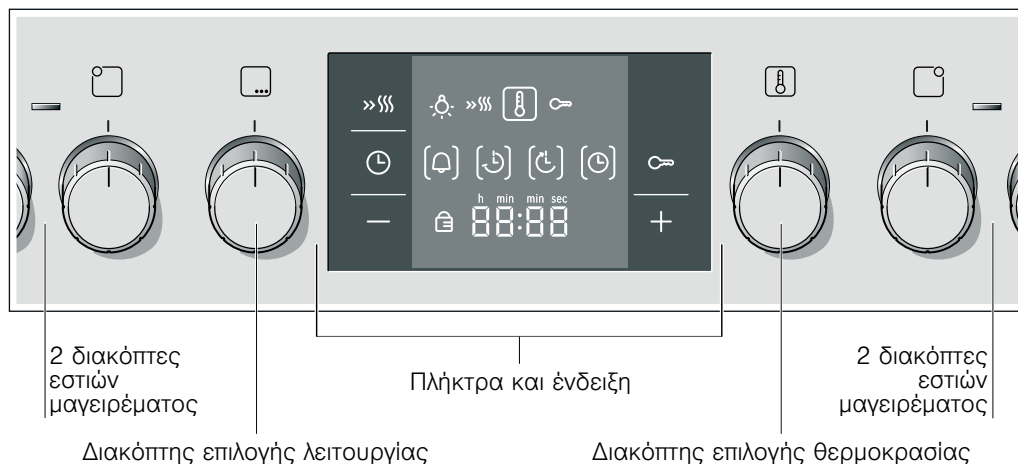 h min min sec
88:88
2 διακόπτες
εστιών
μαγειρέματος
Πλήκτρα και ένδειξη
2 διακόπτες
εστιών
μαγειρέματος
Διακόπτης επιλογής λειτουργίας
Διακόπτης επιλογής θερμοκρασίας